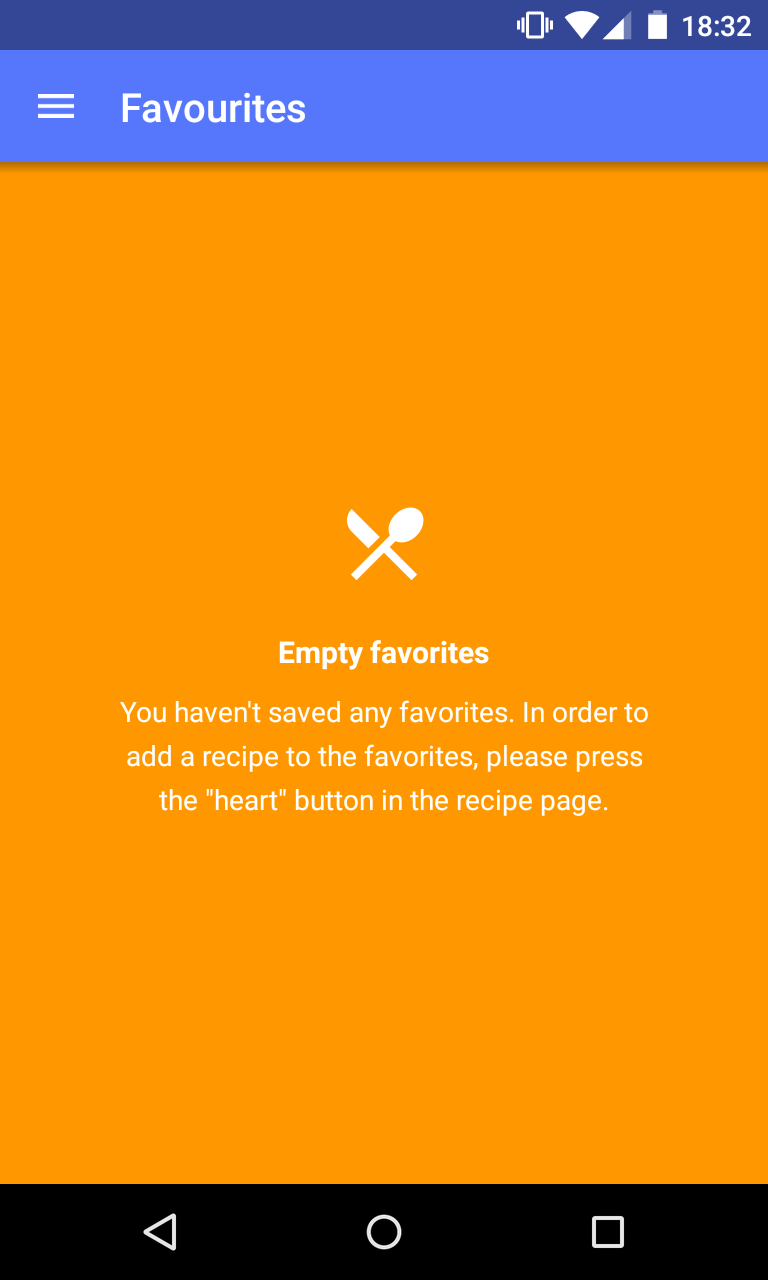 18:32
Favourites
Empty favorites
You haven't saved any favorites. In order to
add a recipe to the favorites, please press
the "heart" button in the recipe page.